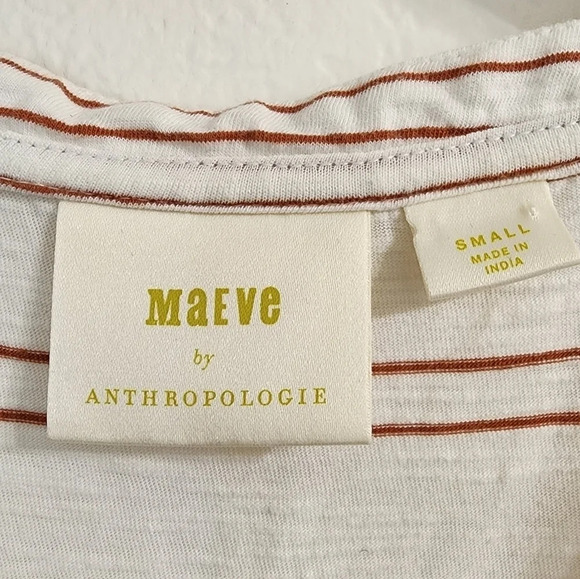 MaEVe
by
ANTHROPOLOGIE
SMALL
MADE IN
INDIA